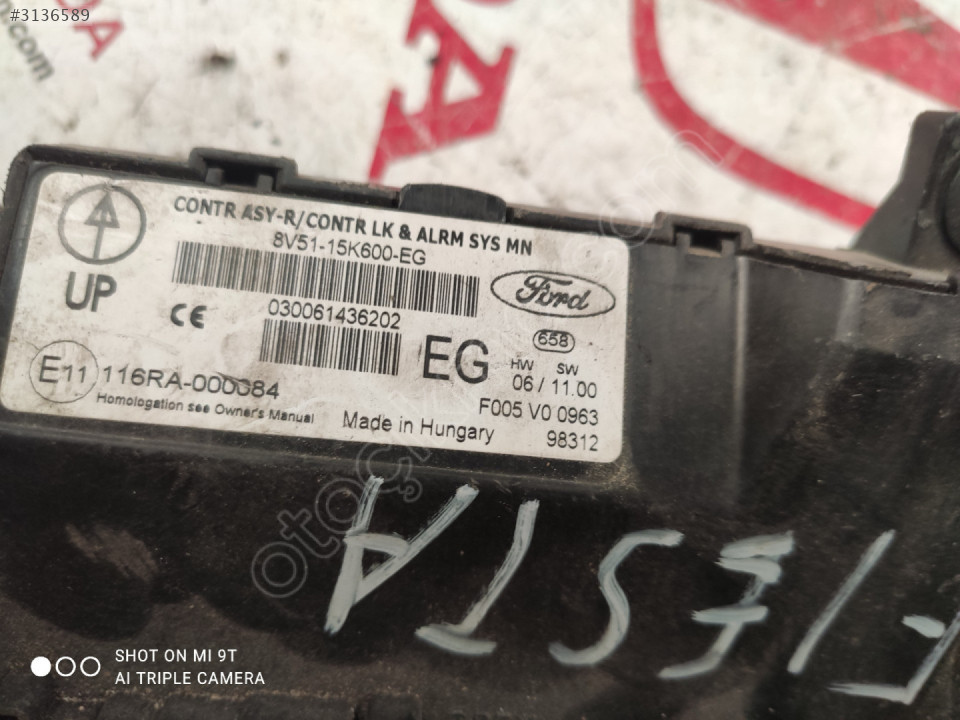 #3136589
CONTR ASY-R/CONTR LK & ALRM SYS MN
8V51-15K600-EG
UP
Ford
CE
030061436202
EG
658
HW SW
06 / 11.00
E11 116RA-000084
F005 V0 0963
Homologation see Owner's Manual
Made in Hungary
98312
FIESTA
SHOT ON MI 9T
AI TRIPLE CAMERA